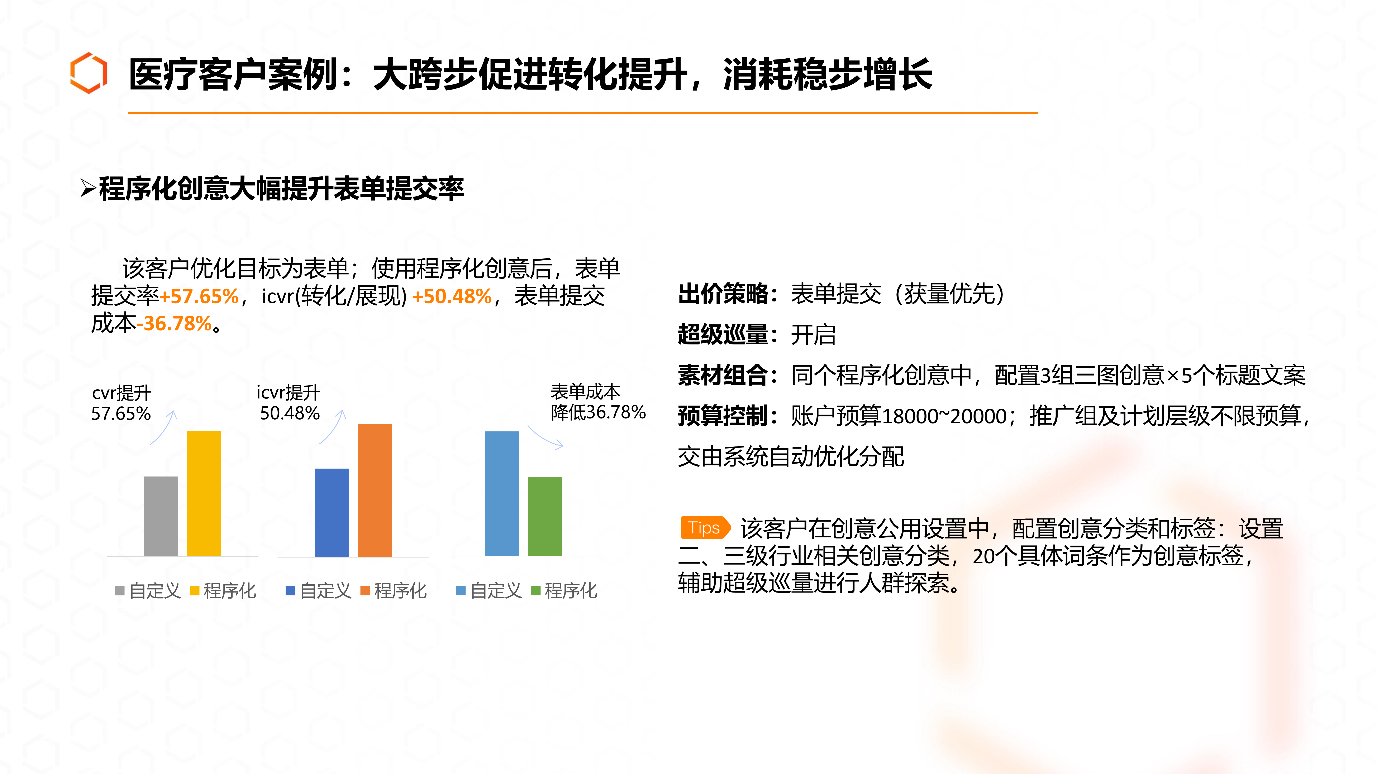 医疗客户案例：大跨步促进转化提升，消耗稳步增长
➢程序化创意大幅提升表单提交率
该客户优化目标为表单；使用程序化创意后，表单
提交率+57.65%，icvr(转化/展现) +50.48%，表单提交
成本-36.78%。
cvr提升
57.65%
icvr提升
50.48%
表单成本
降低36.78%
自定义 程序化
自定义 程序化
自定义 程序化
出价策略：表单提交（获量优先）
超级巡量：开启
素材组合：同个程序化创意中，配置3组三图创意×5个标题文案
预算控制：账户预算18000~20000；推广组及计划层级不限预算，
交由系统自动优化分配
Tips 该客户在创意公用设置中，配置创意分类和标签：设置
二、三级行业相关创意分类，20个具体词条作为创意标签，
辅助超级巡量进行人群探索。